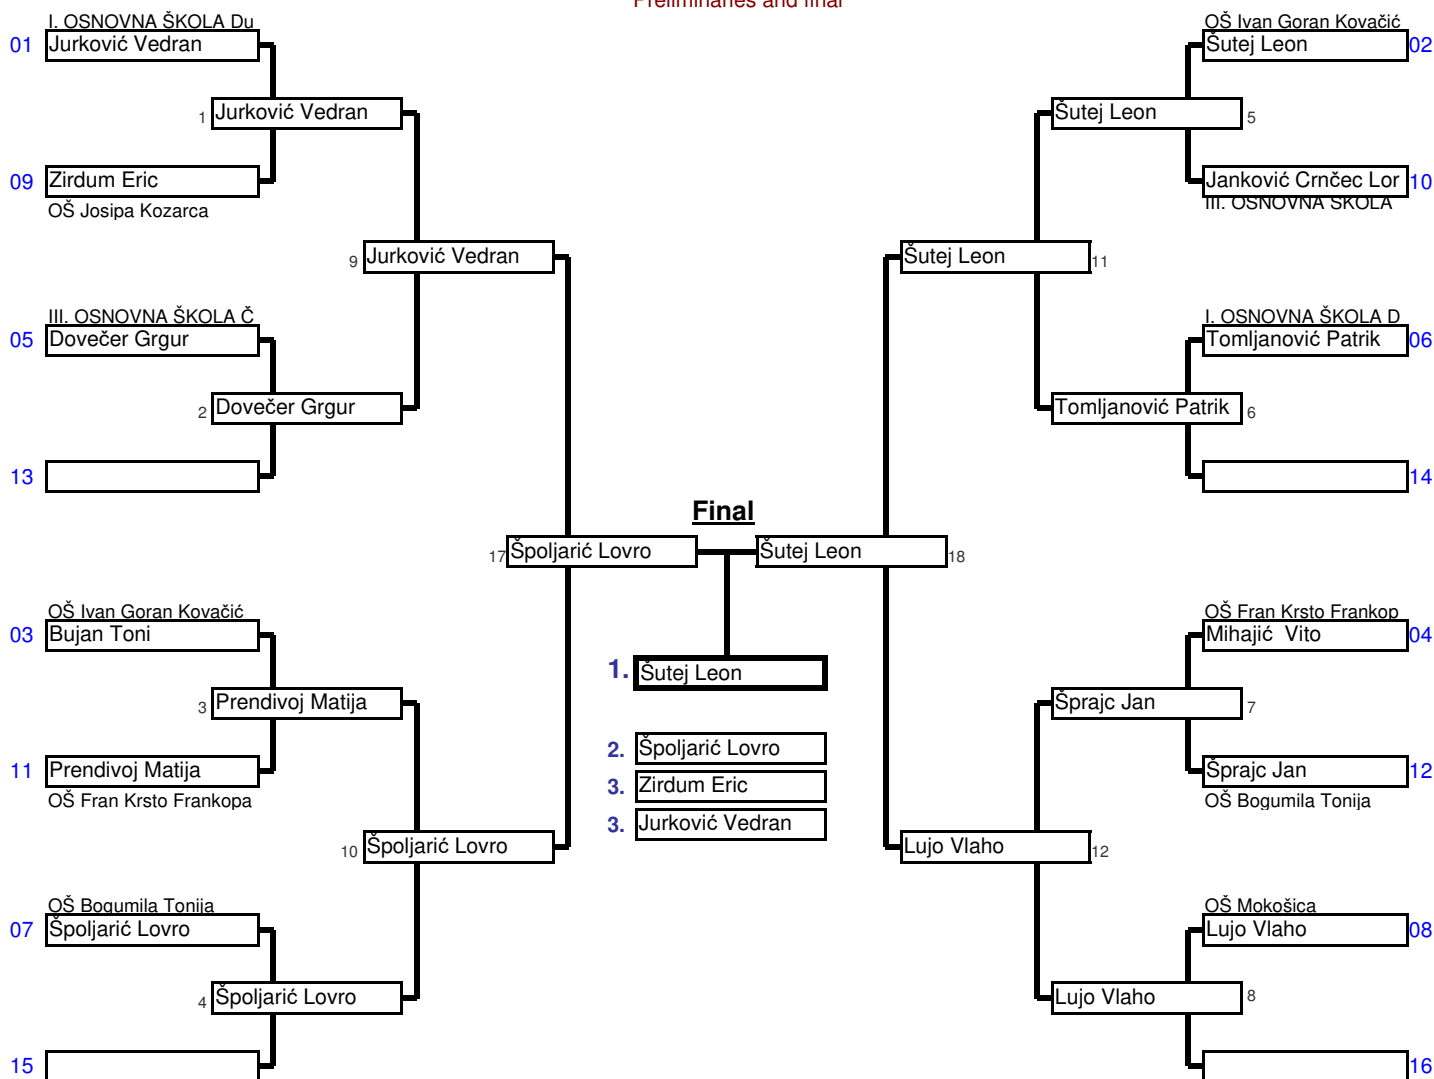 Preliminaries and final
I. OSNOVNA ŠKOLA Du
01 Jurković Vedran
1 Jurković Vedran
09 Zirdum Eric
OŠ Josipa Kozarca
9 Jurković Vedran
III. OSNOVNA ŠKOLA Č
05 Dovečer Grgur
2 Dovečer Grgur
13
17 Špoljarić Lovro
OŠ Ivan Goran Kovačić
03 Bujan Toni
3 Prendivoj Matija
11 Prendivoj Matija
OŠ Fran Krsto Frankopa
10 Špoljarić Lovro
OŠ Bogumila Tonija
07 Špoljarić Lovro
4 Špoljarić Lovro
15
Final
1. Šutej Leon
2. Špoljarić Lovro
3. Zirdum Eric
3. Jurković Vedran
OŠ Ivan Goran Kovačić
Šutej Leon 02
Šutej Leon 5
Janković Crnčec Lor 10
III. OSNOVNA ŠKOLA
Šutej Leon 11
I. OSNOVNA ŠKOLA D
Tomljanović Patrik 06
Tomljanović Patrik 6
14
Šutej Leon 18
OŠ Fran Krsto Frankop
Mihajić  Vito 04
Šprajc Jan 7
Šprajc Jan 12
OŠ Bogumila Tonija
Lujo Vlaho 12
OŠ Mokošica
Lujo Vlaho 08
Lujo Vlaho 8
16